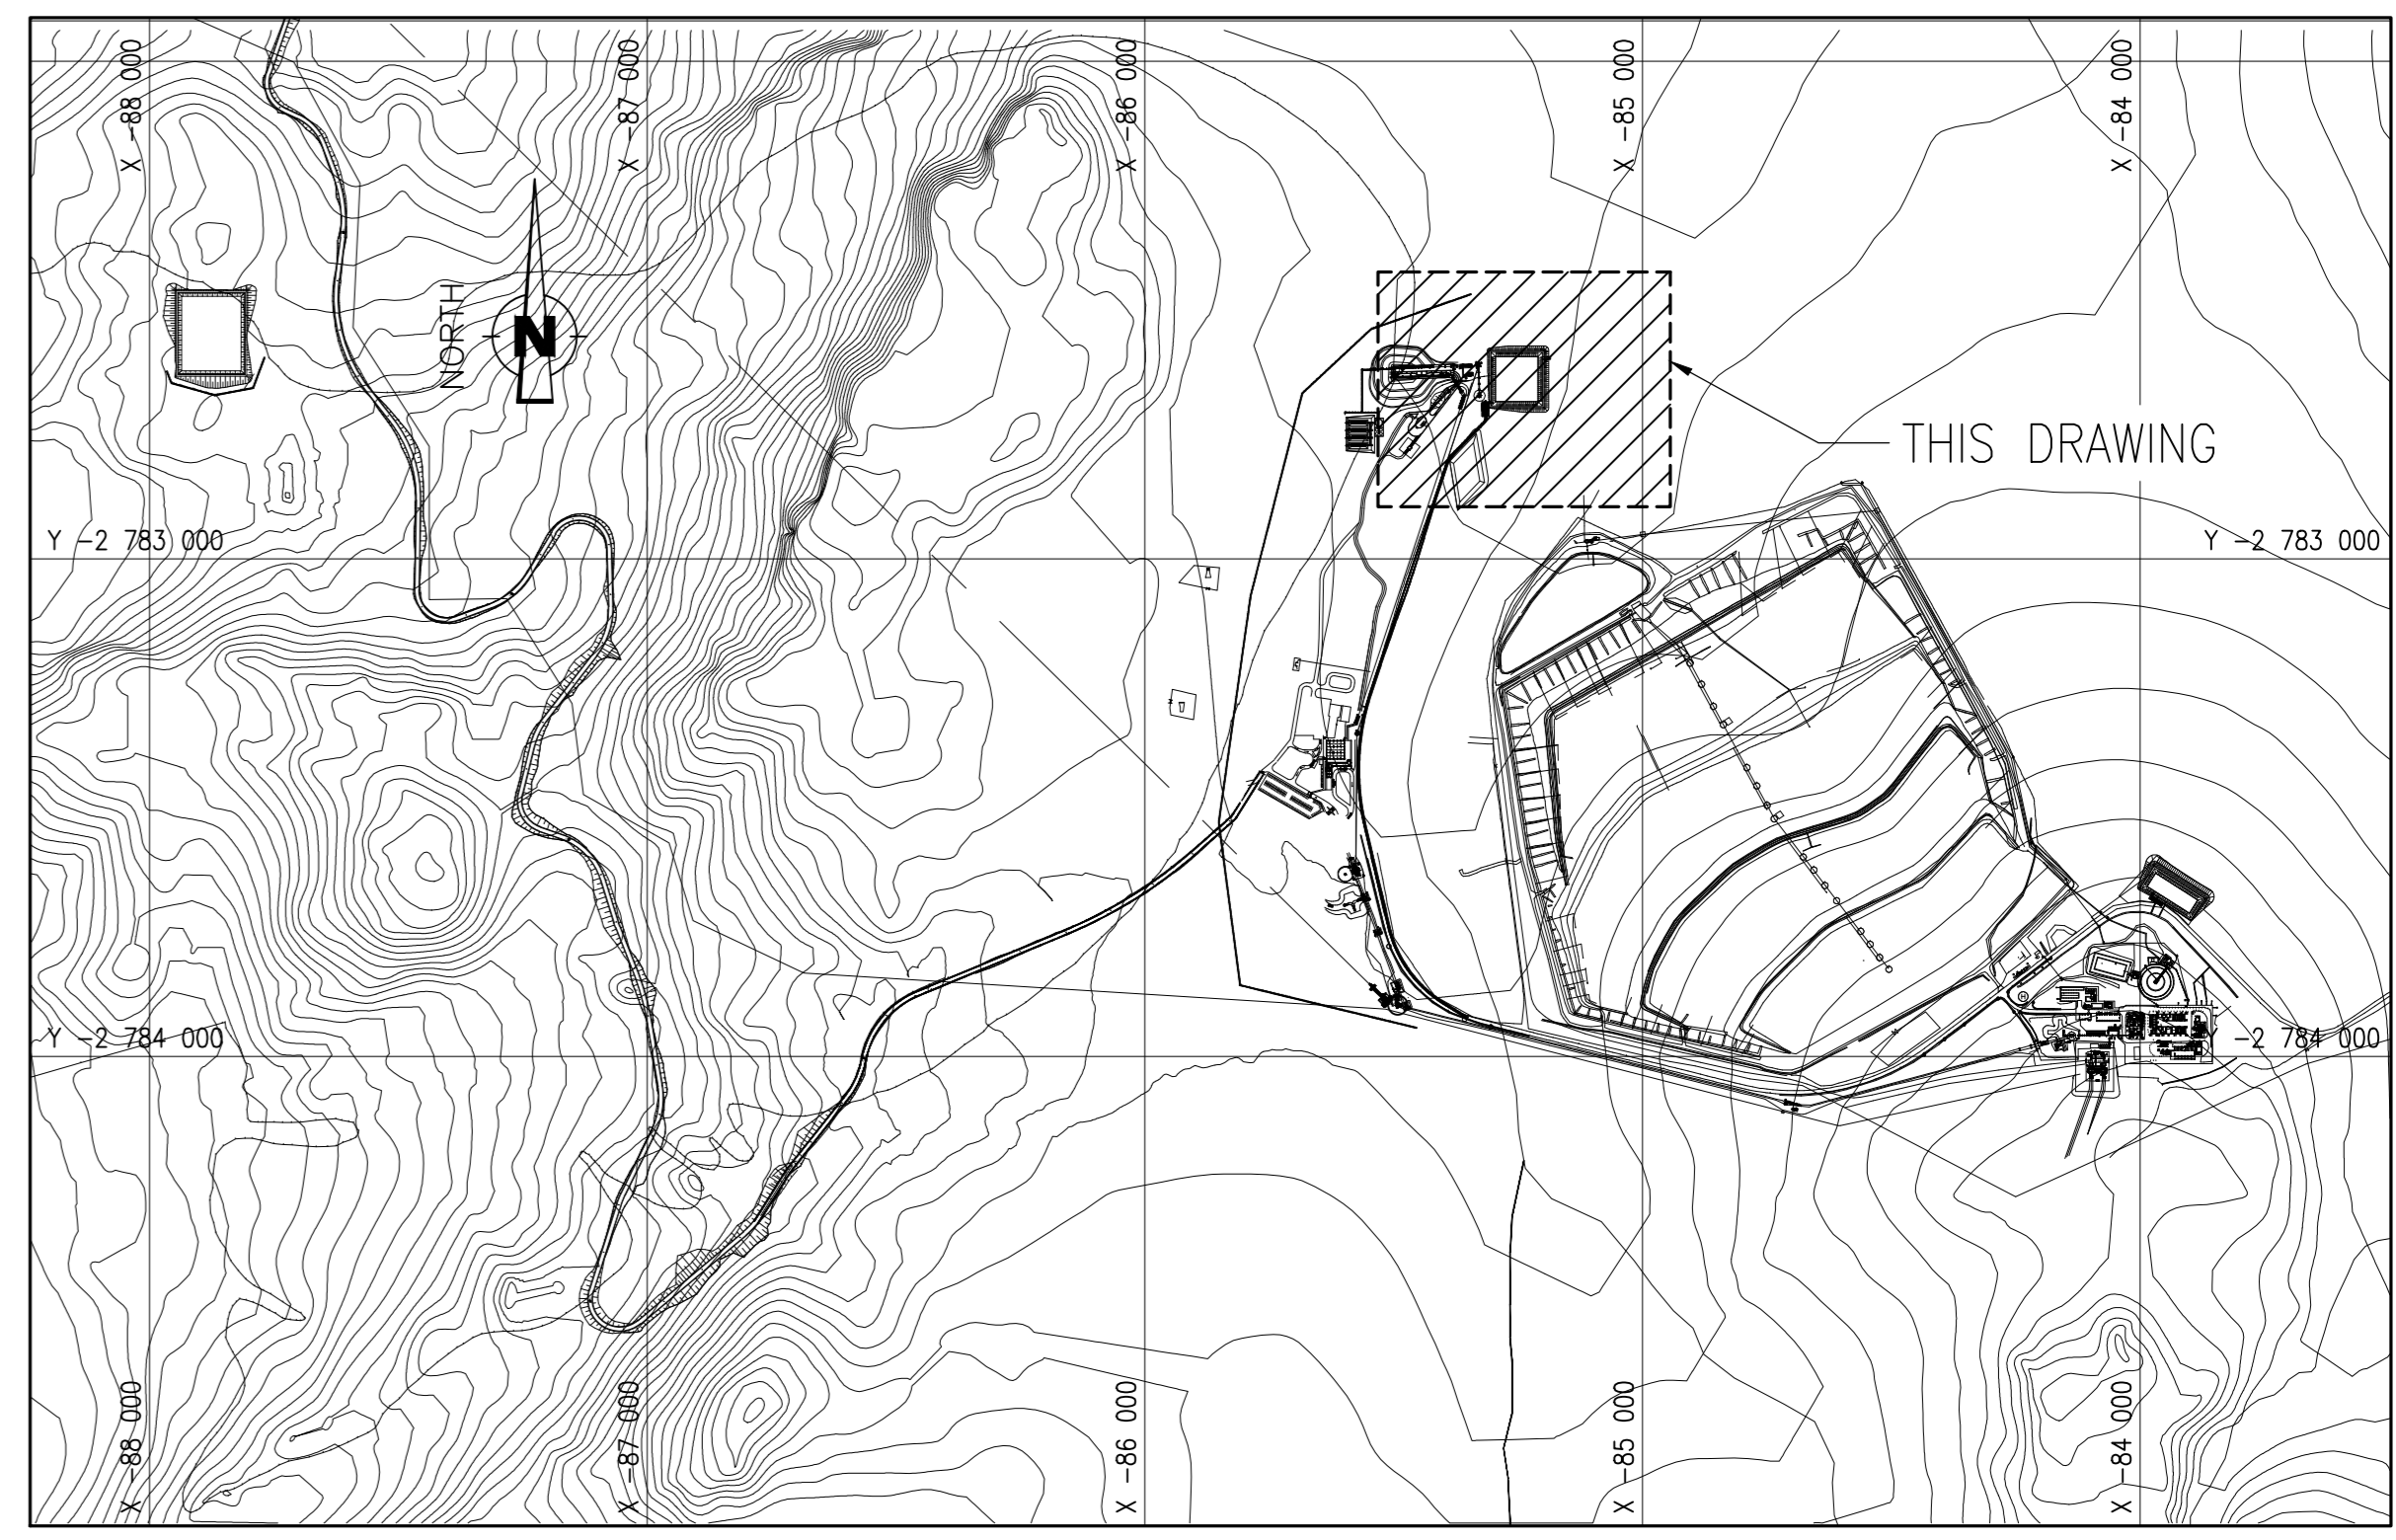 X -88 000
X -87 000
X -86 000
X -85 000
X -84 000
NORTH
N
THIS DRAWING
Y -2 783 000
Y -2 783 000
Y -2 784 000
-2 784 000
X -88 000
X -87 000
X -86 000
X -85 000
X -84 000